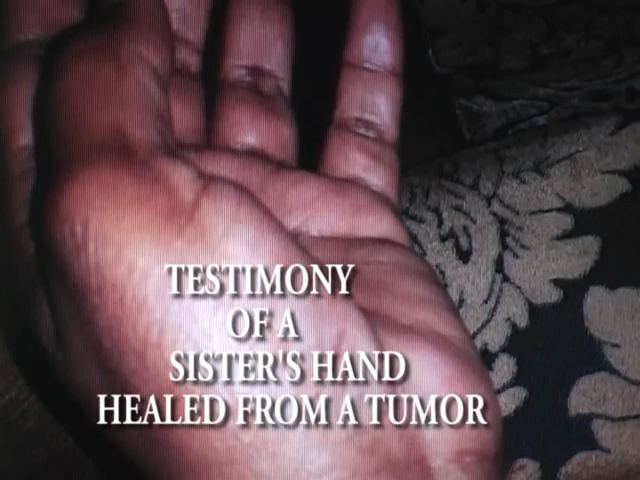 TESTIMONY
OF A
SISTER'S HAND
HEALED FROM A TUMOR